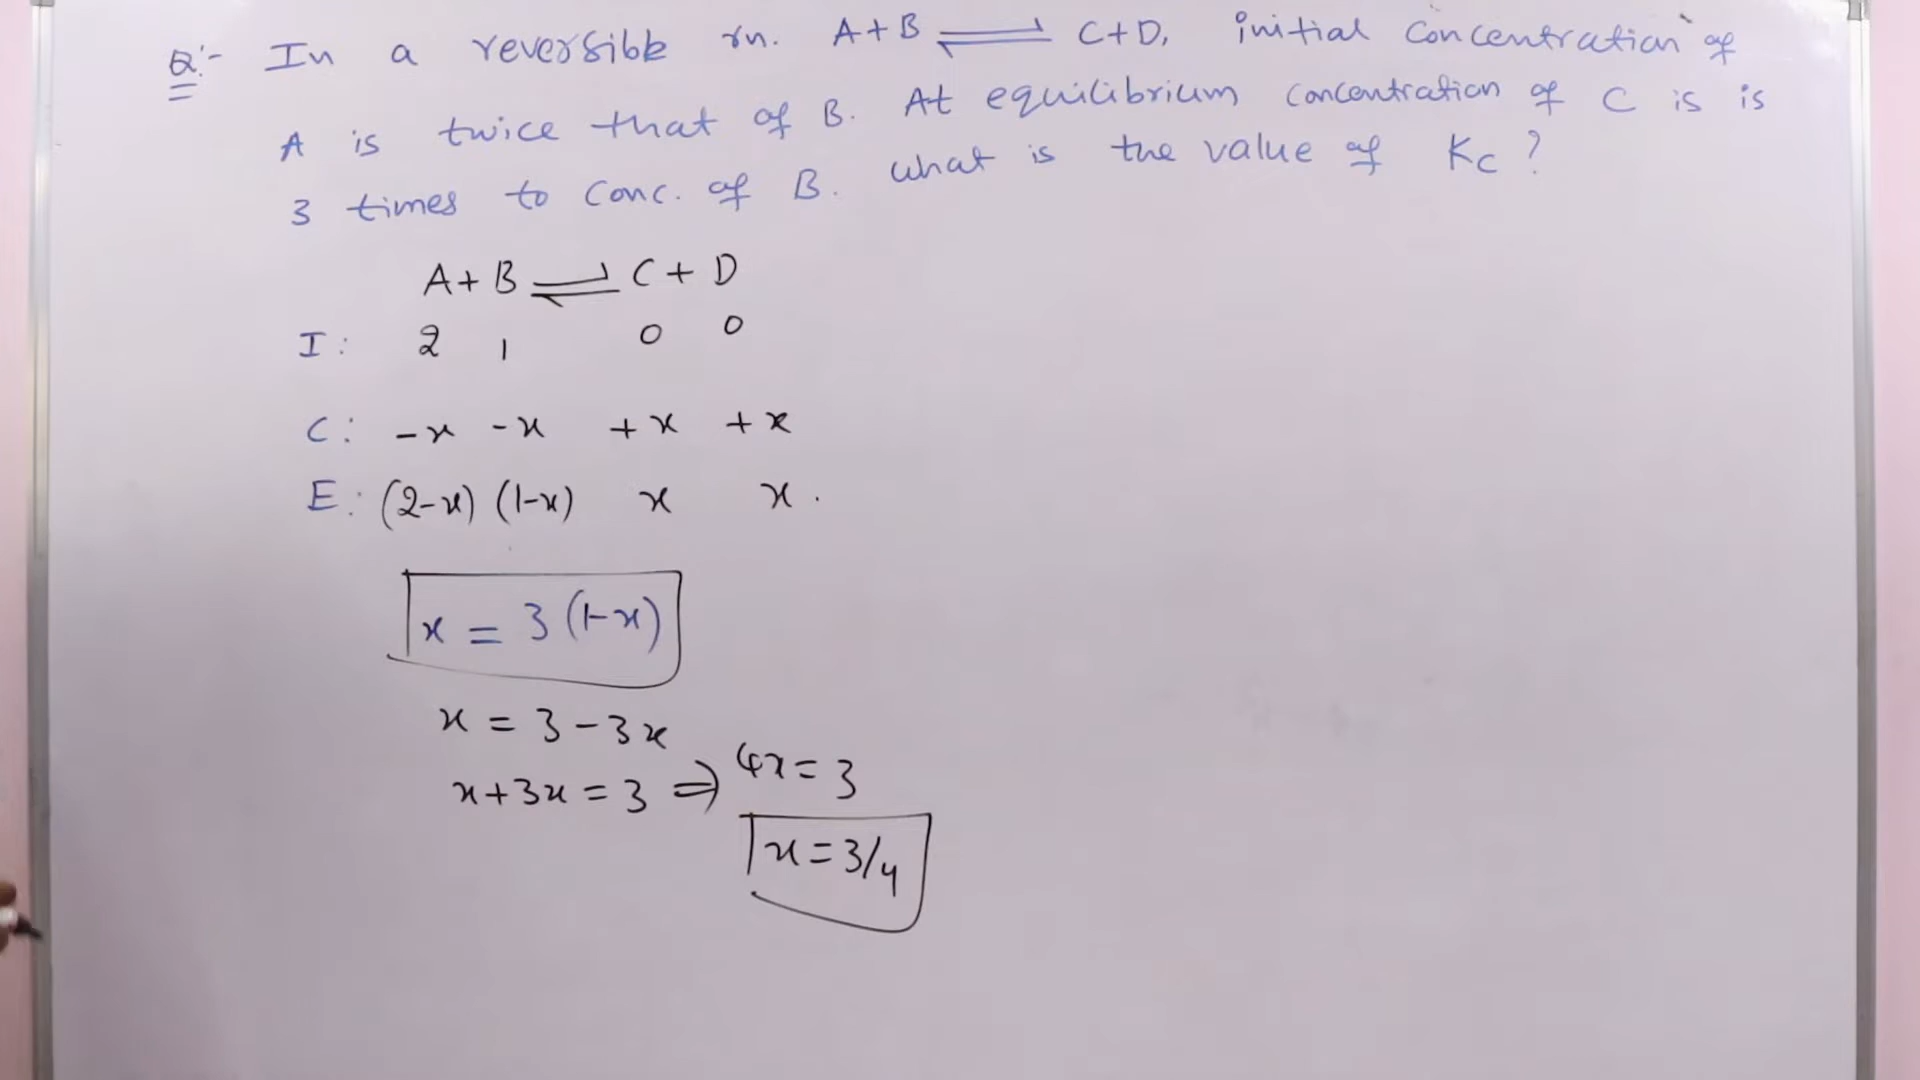 Q:- In a reversible rn. A+B ⇌ C+D, initial concentration of
A is twice that of B. At equilibrium concentration of C is is
3 times to conc. of B. what is the value of Kc ?
A+ B ⇌ C + D
I: 2 1 0 0
C: -x -x +x +x
E: (2-x) (1-x) x x.
x = 3 (1-x)
x = 3-3x
x+3x = 3 ⇒ 4x = 3
x = 3/4